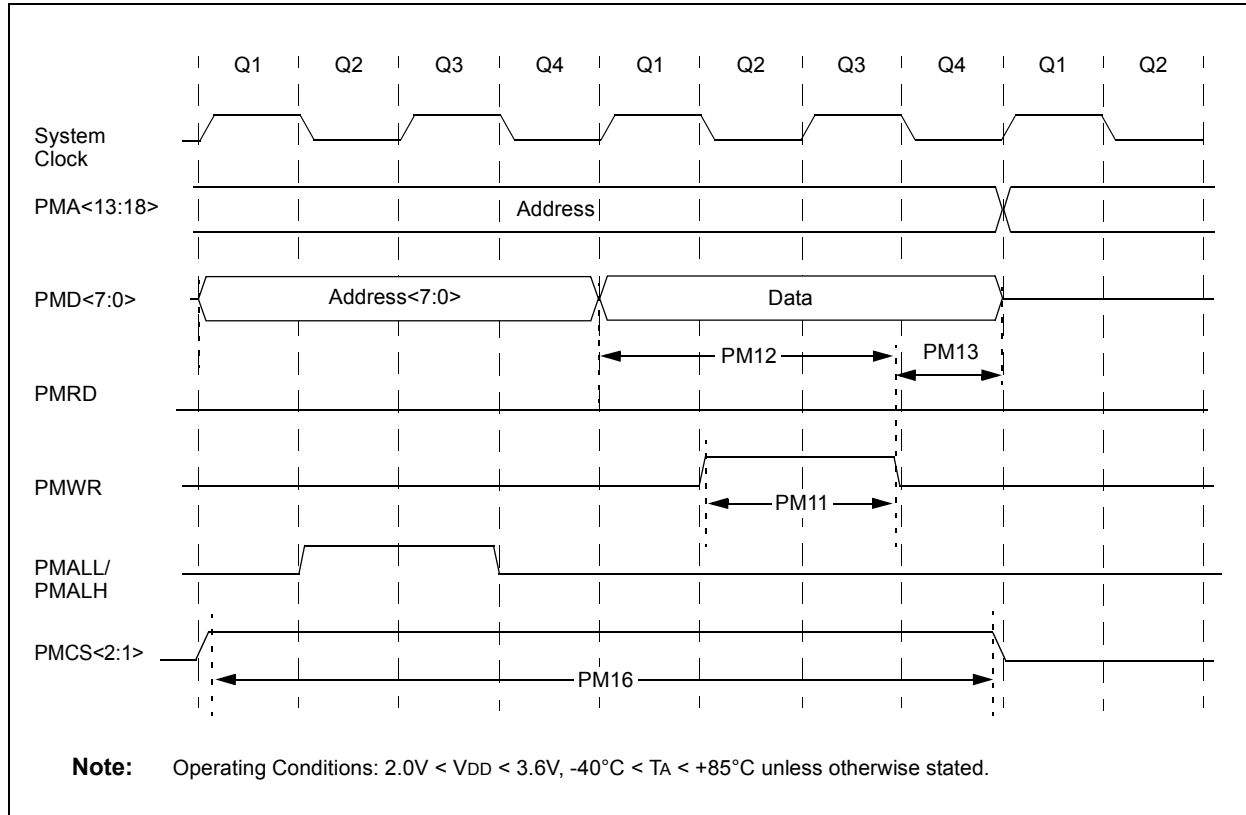 Q1 Q2 Q3 Q4 Q1 Q2 Q3 Q4 Q1 Q2
System
Clock
PMA<13:18>
Address
PMD<7:0>
Address<7:0>
Data
PM12
PM13
PMRD
PMWR
PM11
PMALL/
PMALH
PMCS<2:1>
PM16
Note: Operating Conditions: 2.0V < VDD < 3.6V, -40°C < TA < +85°C unless otherwise stated.